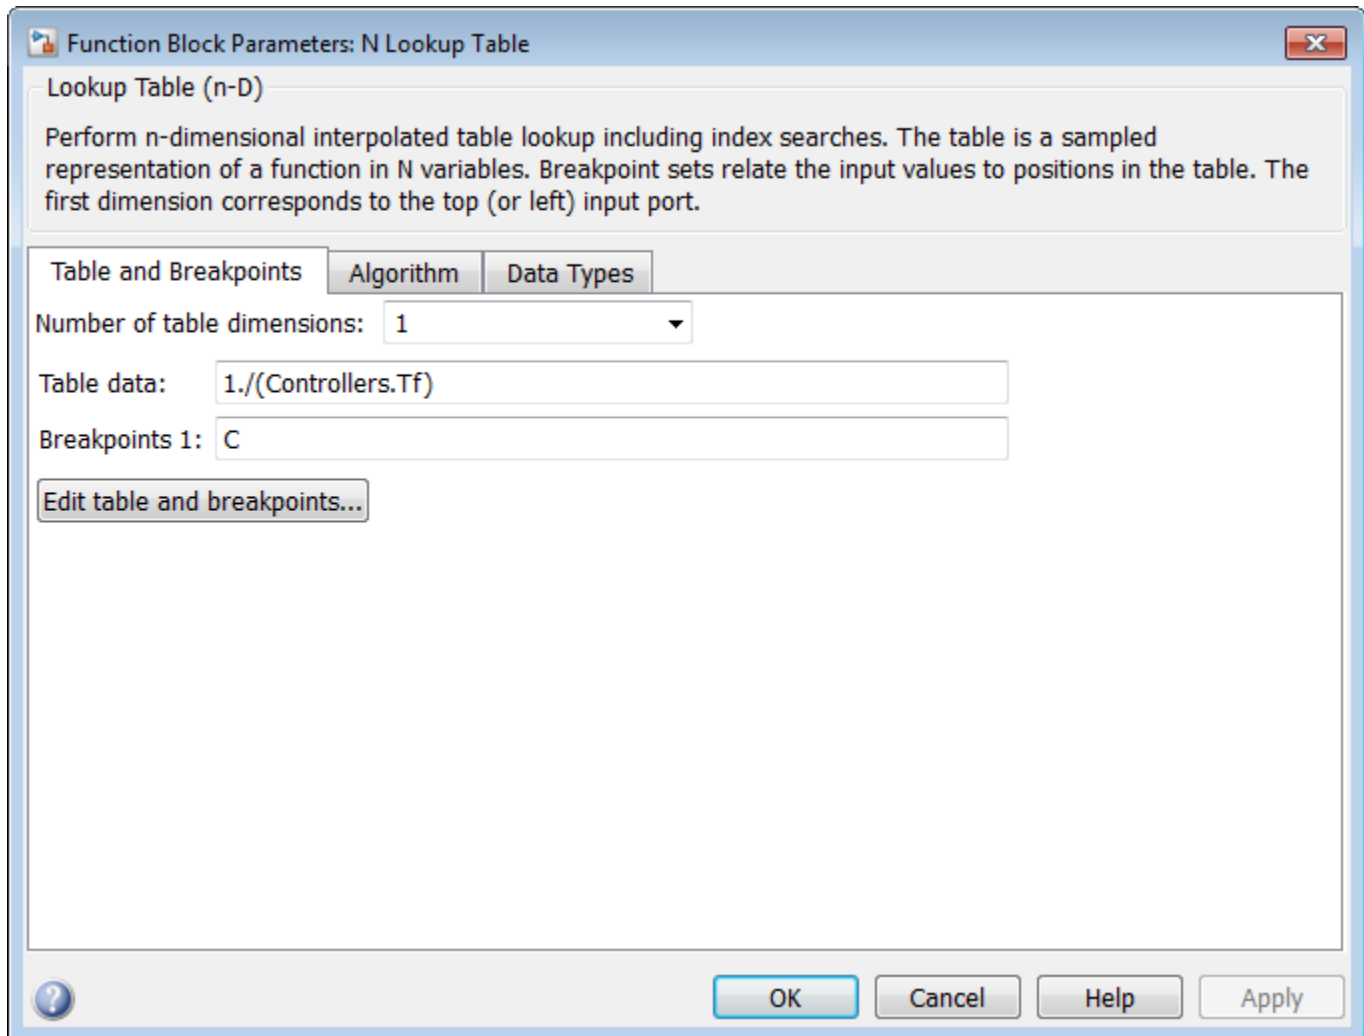 Function Block Parameters: N Lookup Table
Lookup Table (n-D)
Perform n-dimensional interpolated table lookup including index searches. The table is a sampled
representation of a function in N variables. Breakpoint sets relate the input values to positions in the table. The
first dimension corresponds to the top (or left) input port.
Table and Breakpoints Algorithm Data Types
Number of table dimensions: 1
Table data: 1./(Controllers.Tf)
Breakpoints 1: C
Edit table and breakpoints...
? OK Cancel Help Apply